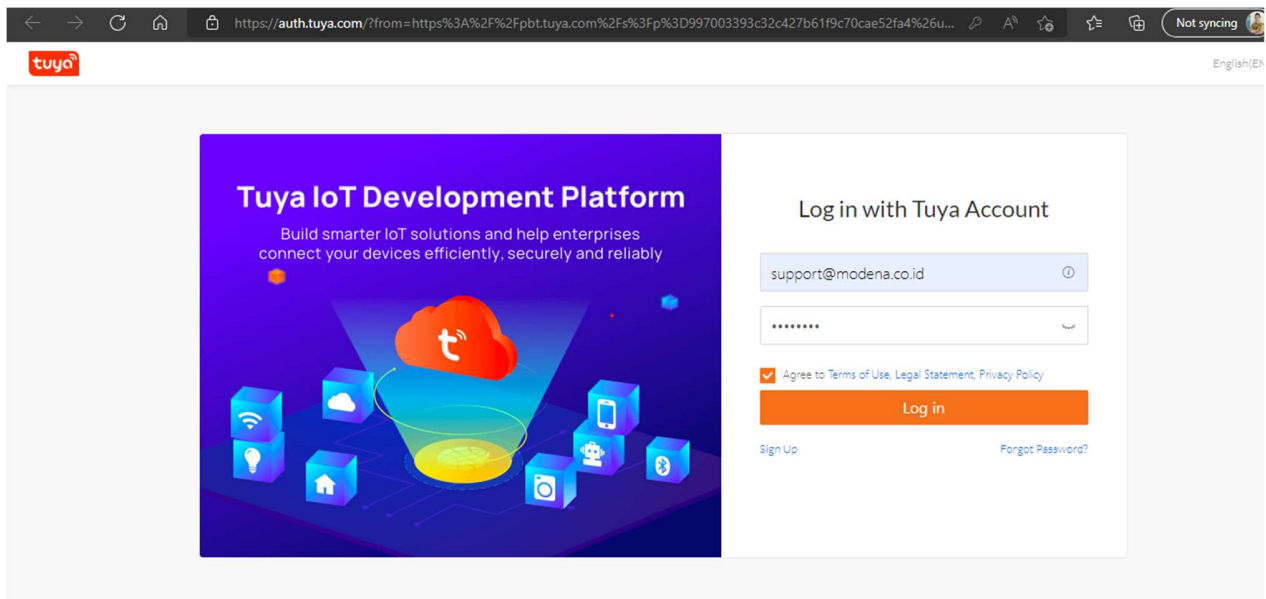 https://auth.tuya.com/?from=https%3A%2F%2Fpbt.tuya.com%2Fs%3Fp%3D997003393c32c427b61f9c70cae52fa4%26u...
Not syncing
tuya
English(EN
Tuya IoT Development Platform
Build smarter IoT solutions and help enterprises
connect your devices efficiently, securely and reliably
t
Log in with Tuya Account
support@modena.co.id
••••••••
Agree to Terms of Use, Legal Statement, Privacy Policy
Log in
Sign Up
Forgot Password?